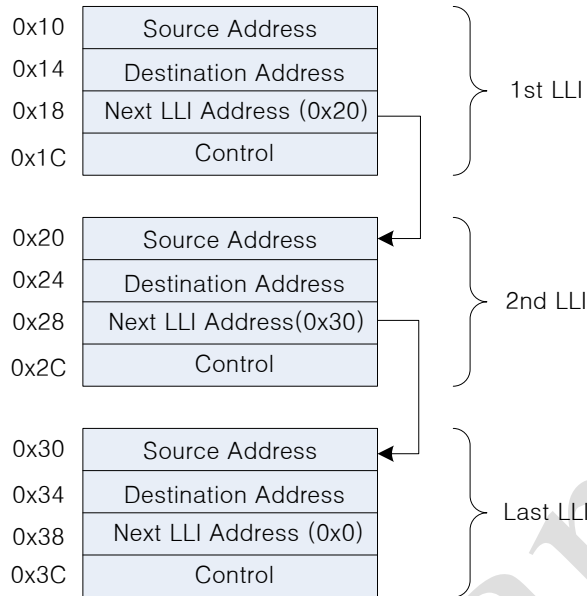 0x10 Source Address
0x14 Destination Address
0x18 Next LLI Address (0x20)
0x1C Control
1st LLI
0x20 Source Address
0x24 Destination Address
0x28 Next LLI Address(0x30)
0x2C Control
2nd LLI
0x30 Source Address
0x34 Destination Address
0x38 Next LLI Address (0x0)
0x3C Control
Last LLI